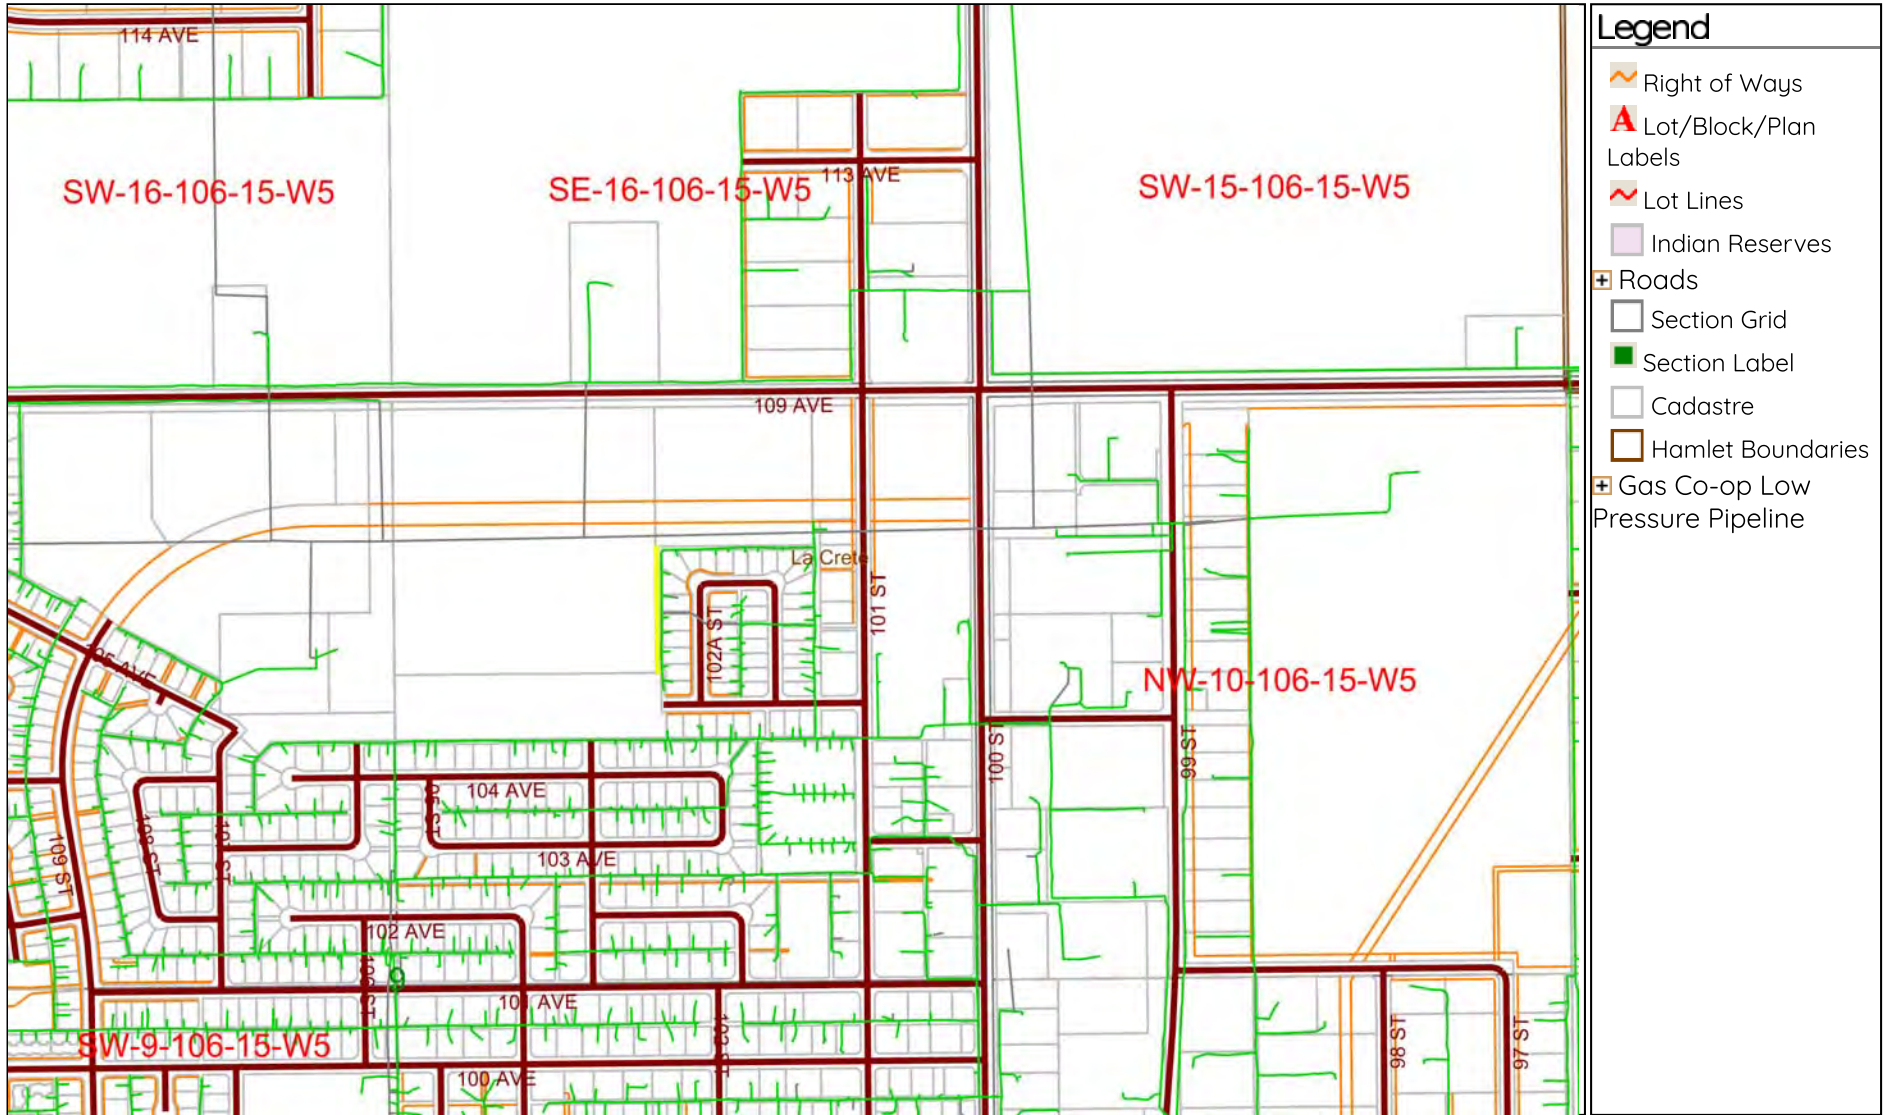 114 AVE
SW-16-106-15-W5
SE-16-106-15-W5
113 AVE
SW-15-106-15-W5
109 AVE
La Crete
101 ST
102A ST
105 AVE
NW-10-106-15-W5
100 ST
99 ST
104 AVE
103 AVE
109 ST
102 AVE
9
101 AVE
SW-9-106-15-W5
100 AVE
98 ST
97 ST
Legend
Right of Ways
A Lot/Block/Plan
Labels
Lot Lines
Indian Reserves
+ Roads
Section Grid
Section Label
Cadastre
Hamlet Boundaries
+ Gas Co-op Low
Pressure Pipeline